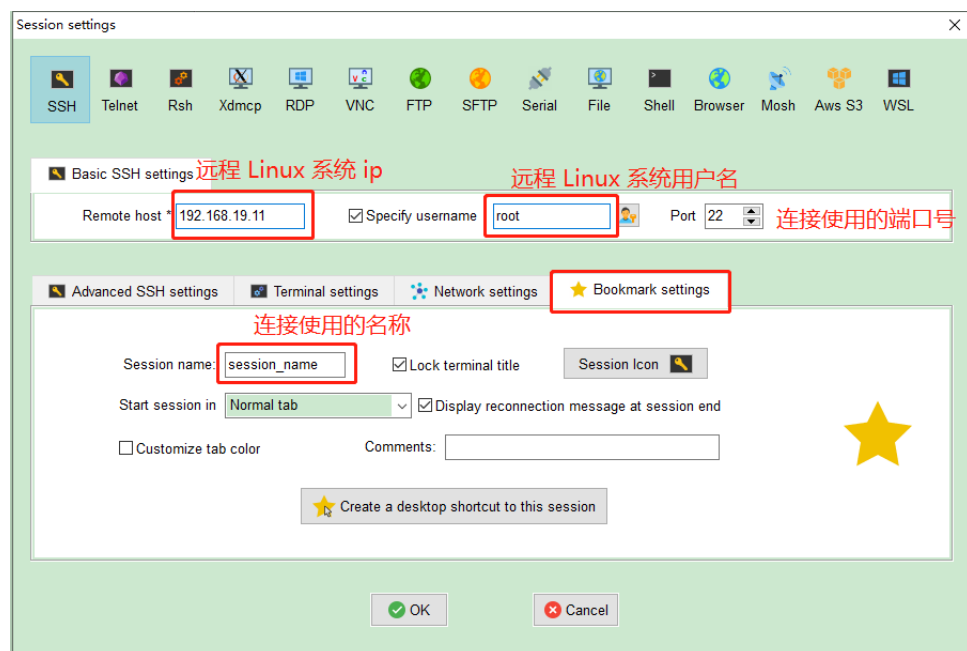 Session settings
SSH Telnet Rsh Xdmcp RDP VNC FTP SFTP Serial File Shell Browser Mosh Aws S3 WSL
Basic SSH settings 远程 Linux 系统 ip
远程 Linux 系统用户名
Remote host * 192.168.19.11 Specify username root Port 22 连接使用的端口号
Advanced SSH settings Terminal settings Network settings Bookmark settings
连接使用的名称
Session name: session_name Lock terminal title Session Icon
Start session in Normal tab Display reconnection message at session end
Customize tab color Comments:
Create a desktop shortcut to this session
OK Cancel